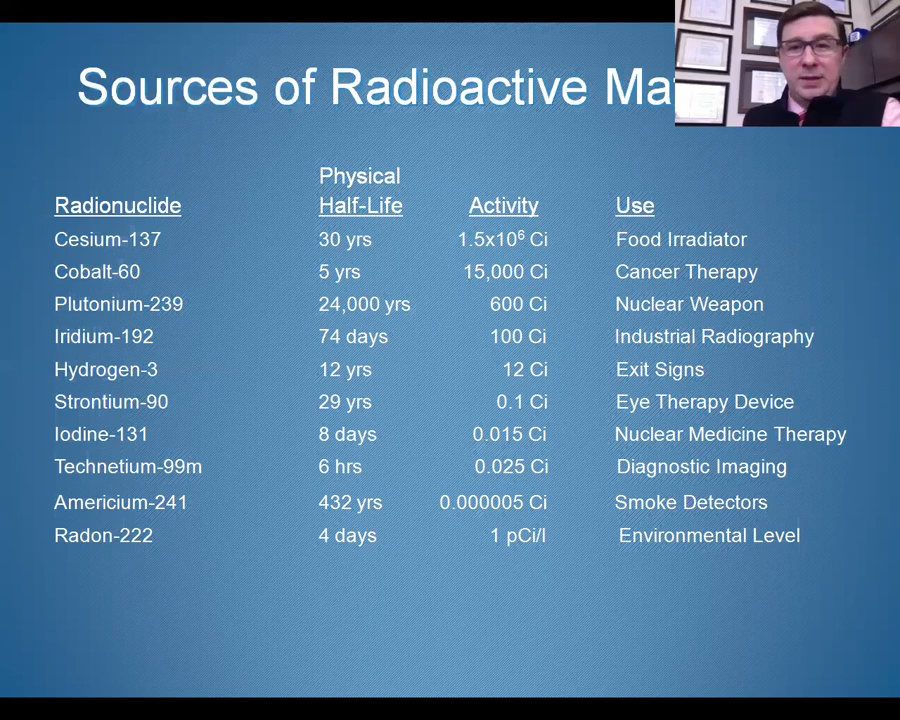 Sources of Radioactive Ma
Physical
Radionuclide Half-Life Activity Use
Cesium-137 30 yrs 1.5x10⁶ Ci Food Irradiator
Cobalt-60 5 yrs 15,000 Ci Cancer Therapy
Plutonium-239 24,000 yrs 600 Ci Nuclear Weapon
Iridium-192 74 days 100 Ci Industrial Radiography
Hydrogen-3 12 yrs 12 Ci Exit Signs
Strontium-90 29 yrs 0.1 Ci Eye Therapy Device
Iodine-131 8 days 0.015 Ci Nuclear Medicine Therapy
Technetium-99m 6 hrs 0.025 Ci Diagnostic Imaging
Americium-241 432 yrs 0.000005 Ci Smoke Detectors
Radon-222 4 days 1 pCi/l Environmental Level